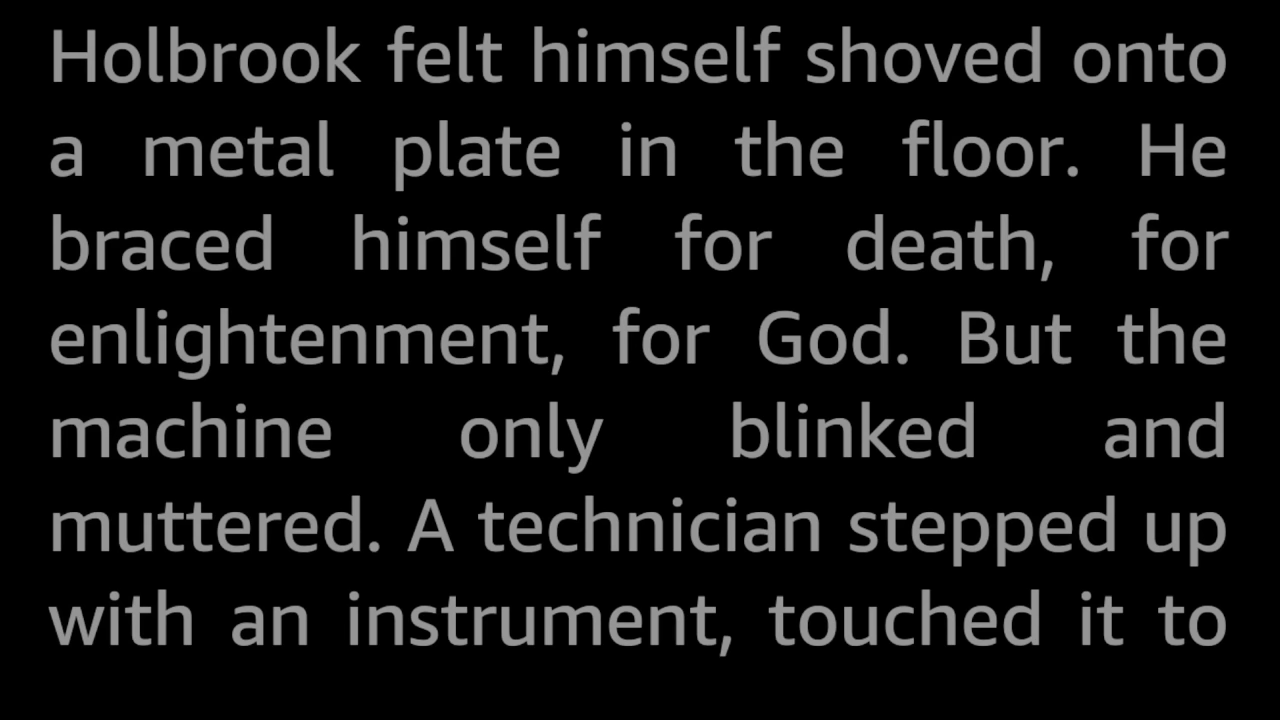 Holbrook felt himself shoved onto
a metal plate in the floor. He
braced himself for death, for
enlightenment, for God. But the
machine only blinked and
muttered. A technician stepped up
with an instrument, touched it to